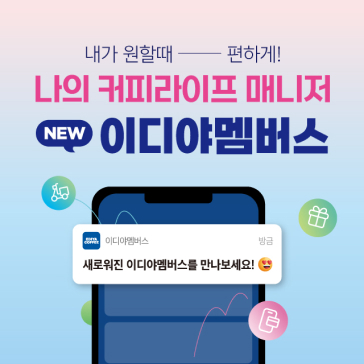 내가 원할때 —— 편하게!
나의 커피라이프 매니저
NEW 이디야멤버스
EDIYA COFFEE 이디야멤버스 방금
새로워진 이디야멤버스를 만나보세요! 😍